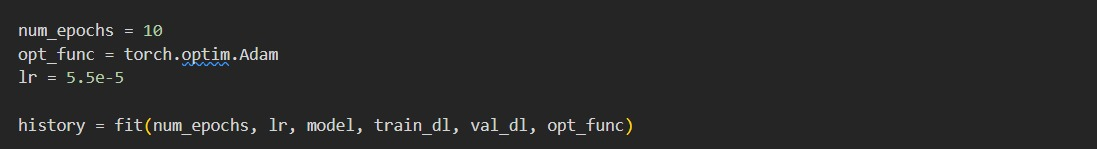 num_epochs = 10
opt_func = torch.optim.Adam
lr = 5.5e-5
history = fit(num_epochs, lr, model, train_dl, val_dl, opt_func)